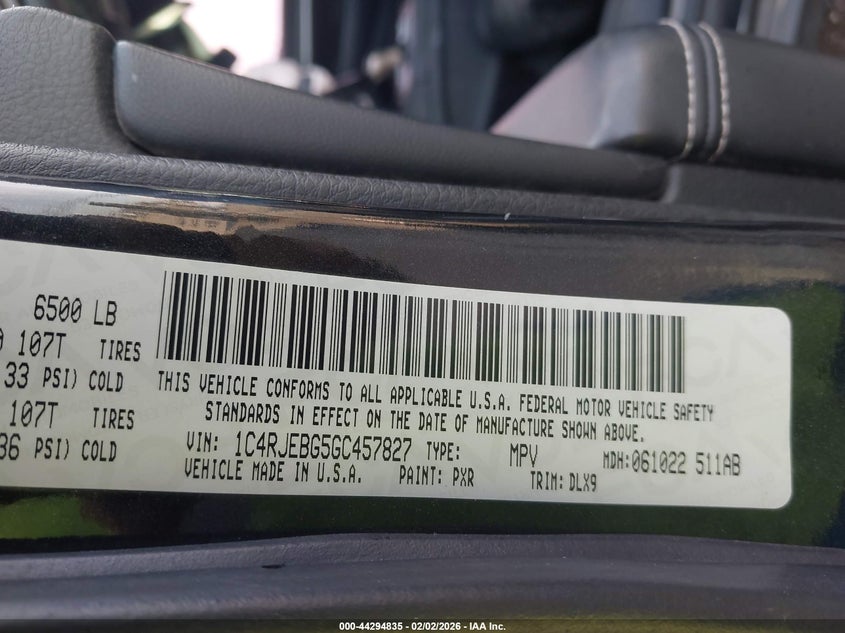 6500 LB
107T TIRES
33 PSI) COLD
107T TIRES
36 PSI) COLD
THIS VEHICLE CONFORMS TO ALL APPLICABLE U.S.A. FEDERAL MOTOR VEHICLE SAFETY
STANDARDS IN EFFECT ON THE DATE OF MANUFACTURE SHOWN ABOVE.
VIN: 1C4RJEBG5GC457827 TYPE: MPV MDH:061022 511AB
VEHICLE MADE IN U.S.A. PAINT: PXR TRIM: DLX9
000-44294835 - 02/02/2026 - IAA Inc.